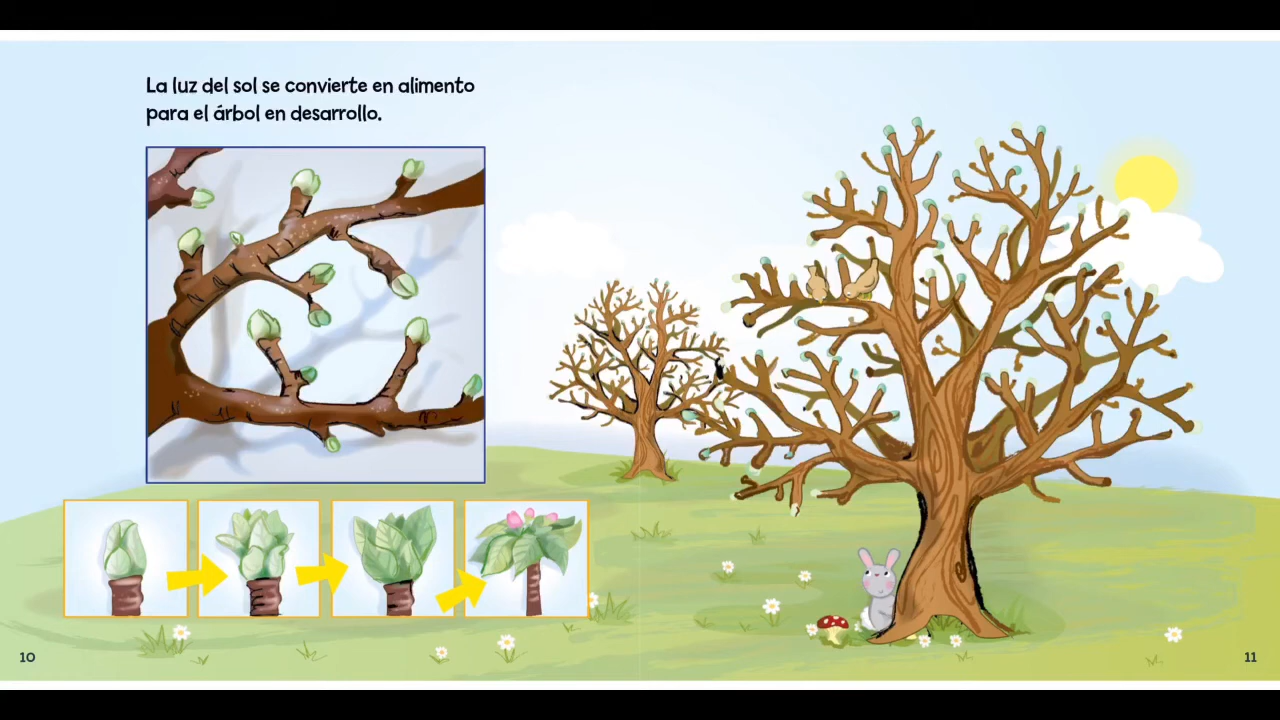 La luz del sol se convierte en alimento
para el árbol en desarrollo.
10
11